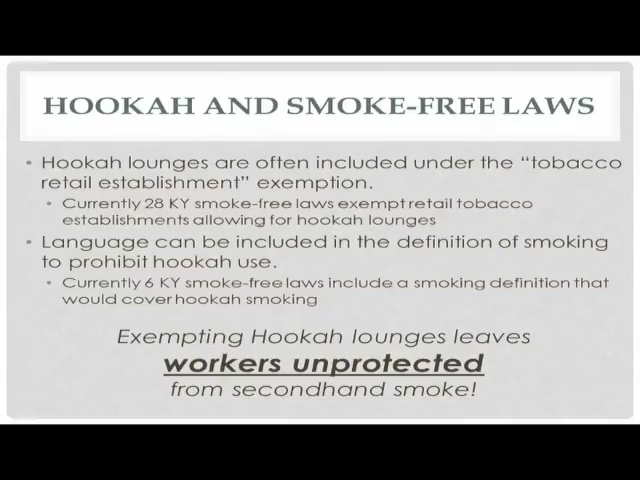 HOOKAH AND SMOKE-FREE LAWS
• Hookah lounges are often included under the “tobacco
retail establishment” exemption.
• Currently 28 KY smoke-free laws exempt retail tobacco
establishments allowing for hookah lounges
• Language can be included in the definition of smoking
to prohibit hookah use.
• Currently 6 KY smoke-free laws include a smoking definition that
would cover hookah smoking
Exempting Hookah lounges leaves
workers unprotected
from secondhand smoke!